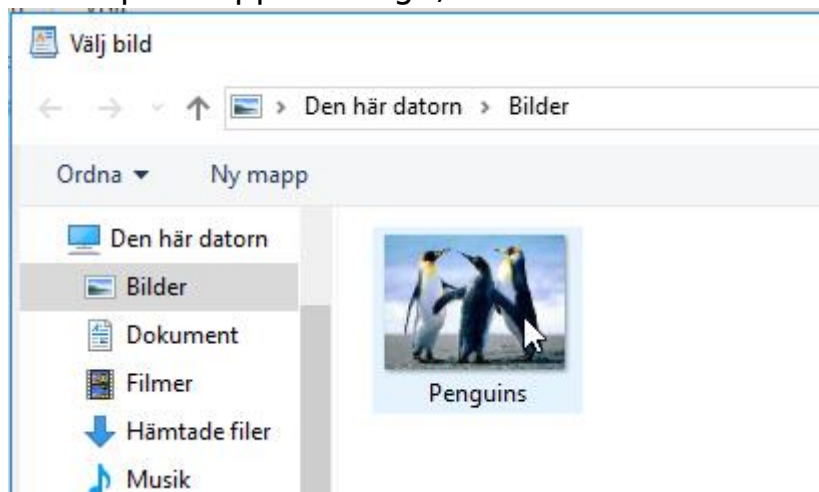 Välj bild
Den här datorn > Bilder
Ordna Ny mapp
Den här datorn
Bilder
Dokument
Filmer
Hämtade filer
Musik
Penguins